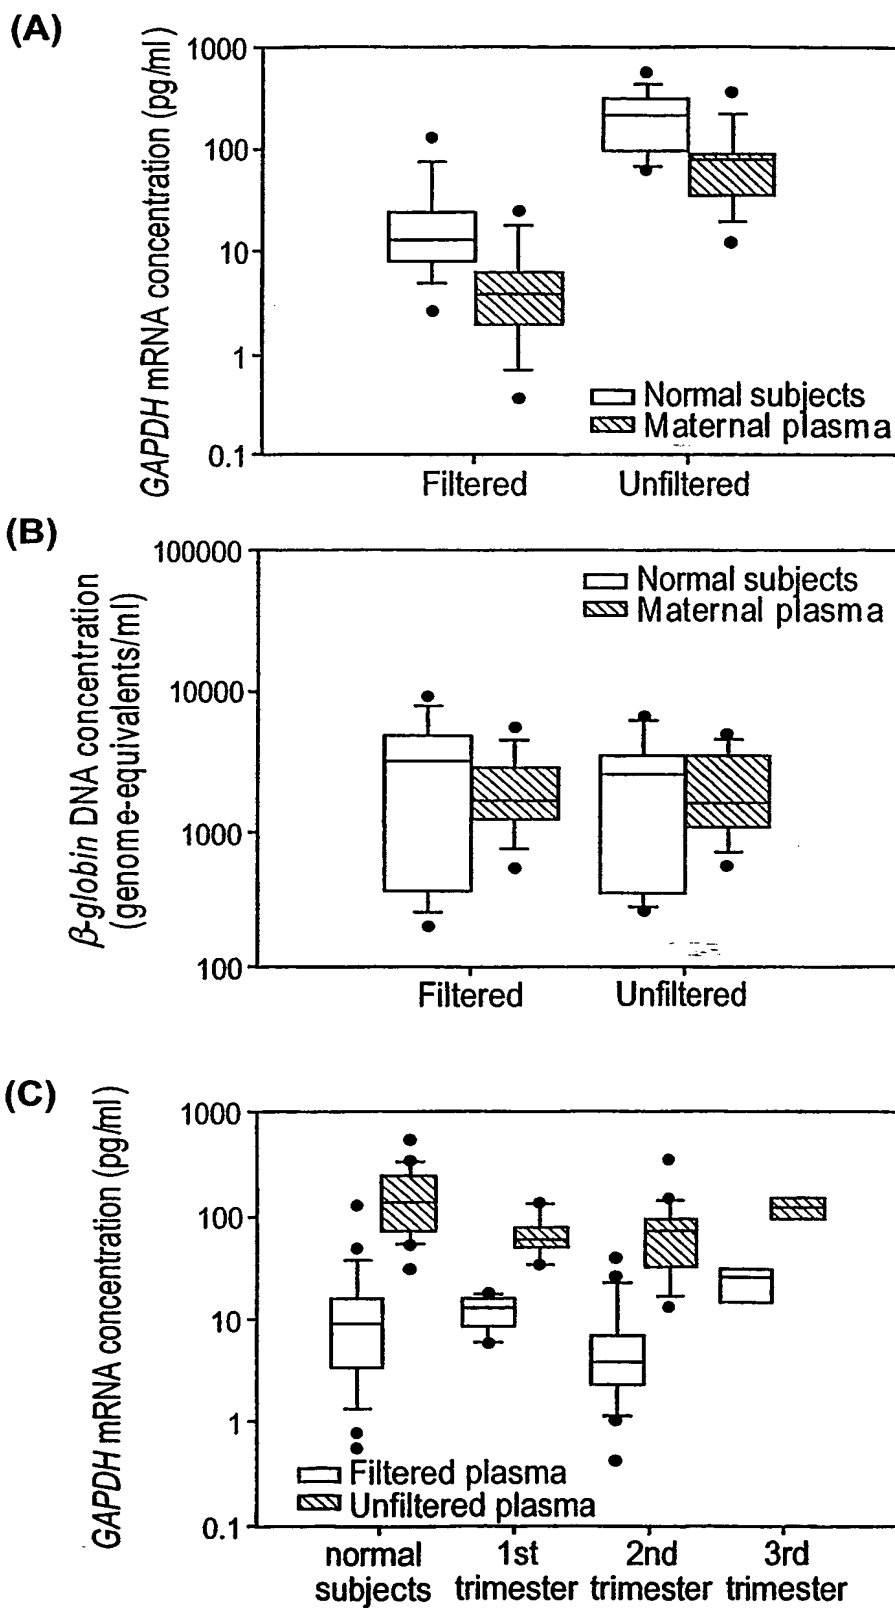 (A)
GAPDH mRNA concentration (pg/ml)
1000
100
10
1
0.1
Normal subjects
Maternal plasma
Filtered Unfiltered
(B)
β-globin DNA concentration
(genome-equivalents/ml)
100000
10000
1000
100
Normal subjects
Maternal plasma
Filtered Unfiltered
(C)
GAPDH mRNA concentration (pg/ml)
1000
100
10
1
0.1
Filtered plasma
Unfiltered plasma
normal 1st 2nd 3rd
subjects trimester trimester trimester